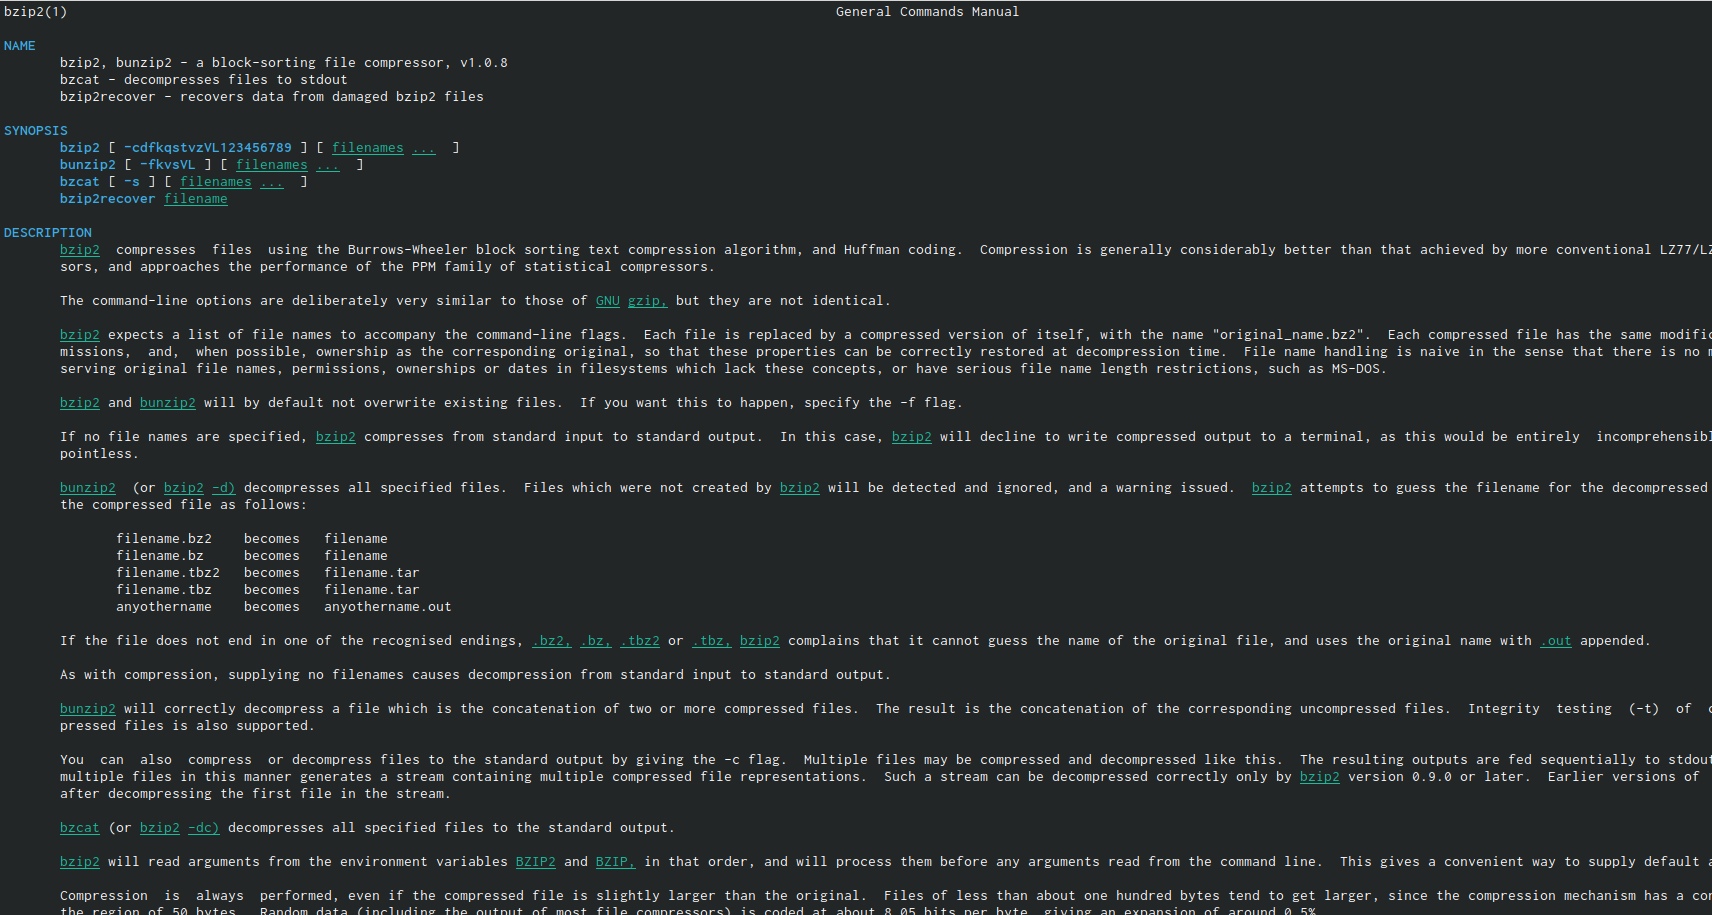 bzip2(1) General Commands Manual
NAME
bzip2, bunzip2 - a block-sorting file compressor, v1.0.8
bzcat - decompresses files to stdout
bzip2recover - recovers data from damaged bzip2 files
SYNOPSIS
bzip2 [ -cdfkqstvzVL123456789 ] [ filenames ... ]
bunzip2 [ -fkvsVL ] [ filenames ... ]
bzcat [ -s ] [ filenames ... ]
bzip2recover filename
DESCRIPTION
bzip2 compresses files using the Burrows-Wheeler block sorting text compression algorithm, and Huffman coding. Compression is generally considerably better than that achieved by more conventional LZ77/LZ
sors, and approaches the performance of the PPM family of statistical compressors.
The command-line options are deliberately very similar to those of GNU gzip, but they are not identical.
bzip2 expects a list of file names to accompany the command-line flags. Each file is replaced by a compressed version of itself, with the name "original_name.bz2". Each compressed file has the same modific
missions, and, when possible, ownership as the corresponding original, so that these properties can be correctly restored at decompression time. File name handling is naive in the sense that there is no m
serving original file names, permissions, ownerships or dates in filesystems which lack these concepts, or have serious file name length restrictions, such as MS-DOS.
bzip2 and bunzip2 will by default not overwrite existing files. If you want this to happen, specify the -f flag.
If no file names are specified, bzip2 compresses from standard input to standard output. In this case, bzip2 will decline to write compressed output to a terminal, as this would be entirely incomprehensibl
pointless.
bunzip2 (or bzip2 -d) decompresses all specified files. Files which were not created by bzip2 will be detected and ignored, and a warning issued. bzip2 attempts to guess the filename for the decompressed
the compressed file as follows:
filename.bz2 becomes filename
filename.bz becomes filename
filename.tbz2 becomes filename.tar
filename.tbz becomes filename.tar
anyothername becomes anyothername.out
If the file does not end in one of the recognised endings, .bz2, .bz, .tbz2 or .tbz, bzip2 complains that it cannot guess the name of the original file, and uses the original name with .out appended.
As with compression, supplying no filenames causes decompression from standard input to standard output.
bunzip2 will correctly decompress a file which is the concatenation of two or more compressed files. The result is the concatenation of the corresponding uncompressed files. Integrity testing (-t) of c
pressed files is also supported.
You can also compress or decompress files to the standard output by giving the -c flag. Multiple files may be compressed and decompressed like this. The resulting outputs are fed sequentially to stdout
multiple files in this manner generates a stream containing multiple compressed file representations. Such a stream can be decompressed correctly only by bzip2 version 0.9.0 or later. Earlier versions of
after decompressing the first file in the stream.
bzcat (or bzip2 -dc) decompresses all specified files to the standard output.
bzip2 will read arguments from the environment variables BZIP2 and BZIP, in that order, and will process them before any arguments read from the command line. This gives a convenient way to supply default a
Compression is always performed, even if the compressed file is slightly larger than the original. Files of less than about one hundred bytes tend to get larger, since the compression mechanism has a con
the region of 50 bytes. Random data (including the output of most file compressors) is coded at about 8.05 bits per byte, giving an expansion of around 0.5%.